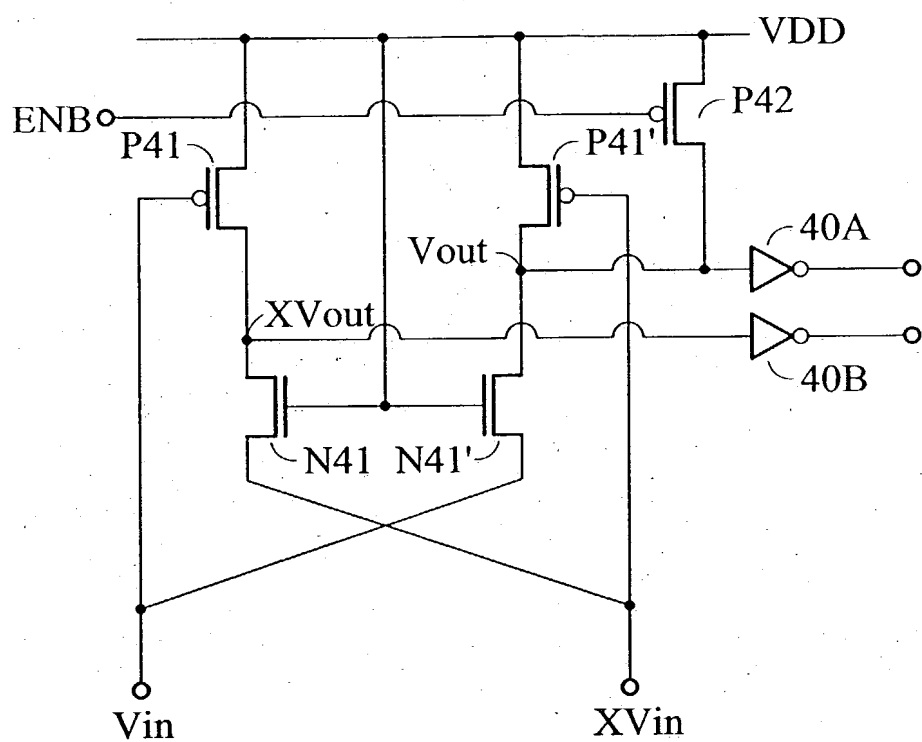 VDD
ENB
P42
P41
P41'
40A
Vout
XVout
40B
N41
N41'
Vin
XVin